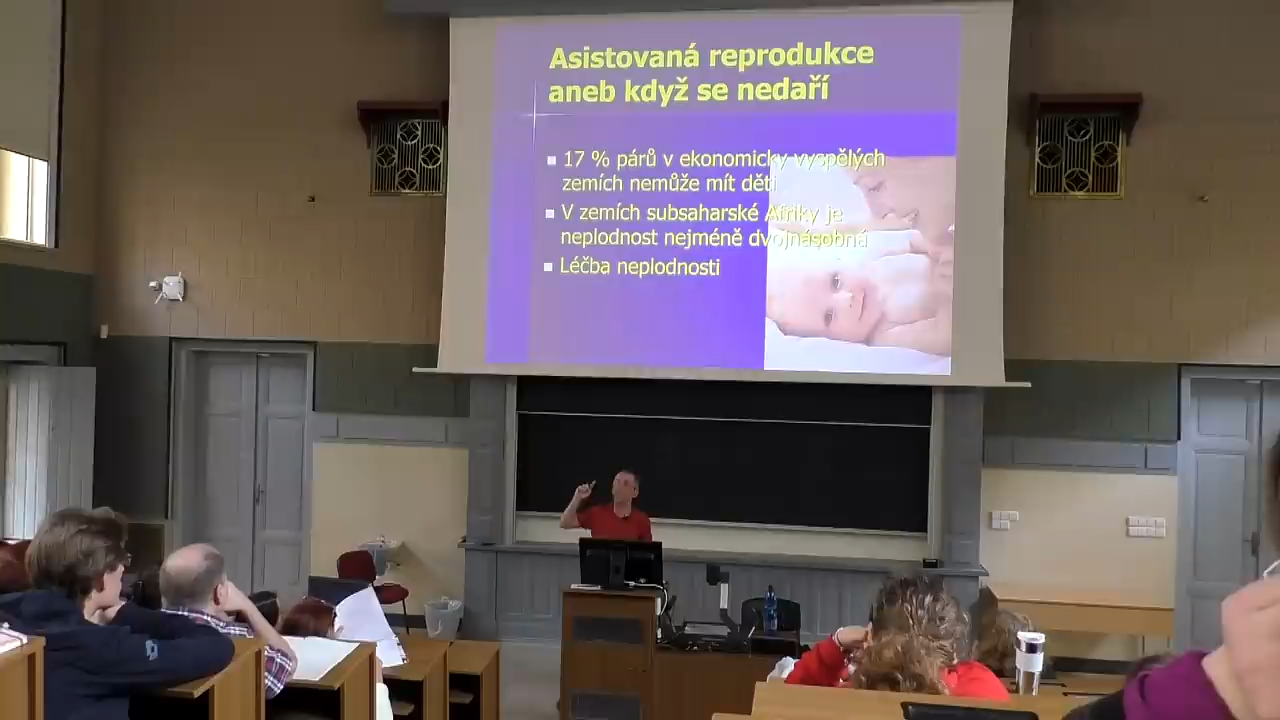 Asistovaná reprodukce
aneb když se nedaří
17 % párů v ekonomicky vyspělých
zemích nemůže mít děti
V zemích subsaharské Afriky je
neplodnost nejméně dvojnásobná
Léčba neplodnosti